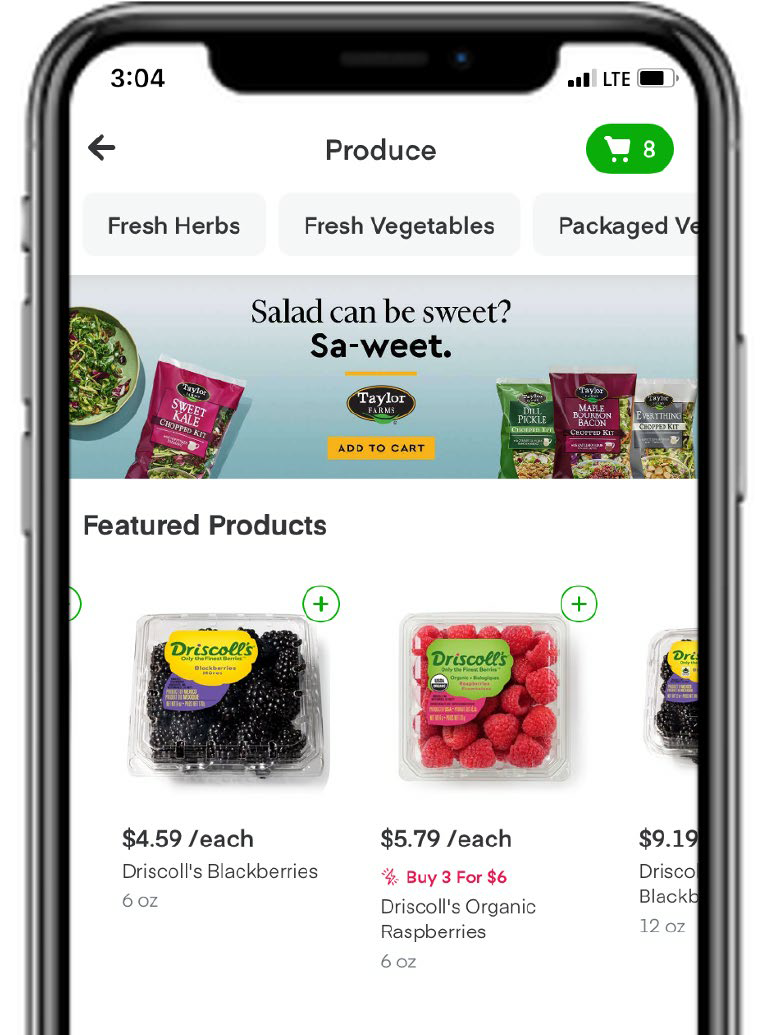 3:04
LTE
Produce
8
Fresh Herbs
Fresh Vegetables
Packaged Ve
Salad can be sweet?
Sa-weet.
Taylor
FARMS
ADD TO CART
Taylor
SWEET
KALE
CHOPPED KIT
Taylor
DILL
PICKLE
CHOPPED KIT
Taylor
MAPLE
BOURBON
BACON
CHOPPED KIT
Taylor
EVERYTHING
CHOPPED KIT
Featured Products
Driscoll's
Only the Finest Berries
Blackberries
Mûres
Driscoll's
Only the Finest Berries
Organic • Biologiques
Raspberries
Framboises
USDA
ORGANIC
$4.59 /each
Driscoll's Blackberries
6 oz
$5.79 /each
Buy 3 For $6
Driscoll's Organic
Raspberries
6 oz
$9.19
Drisco
Blackb
12 oz